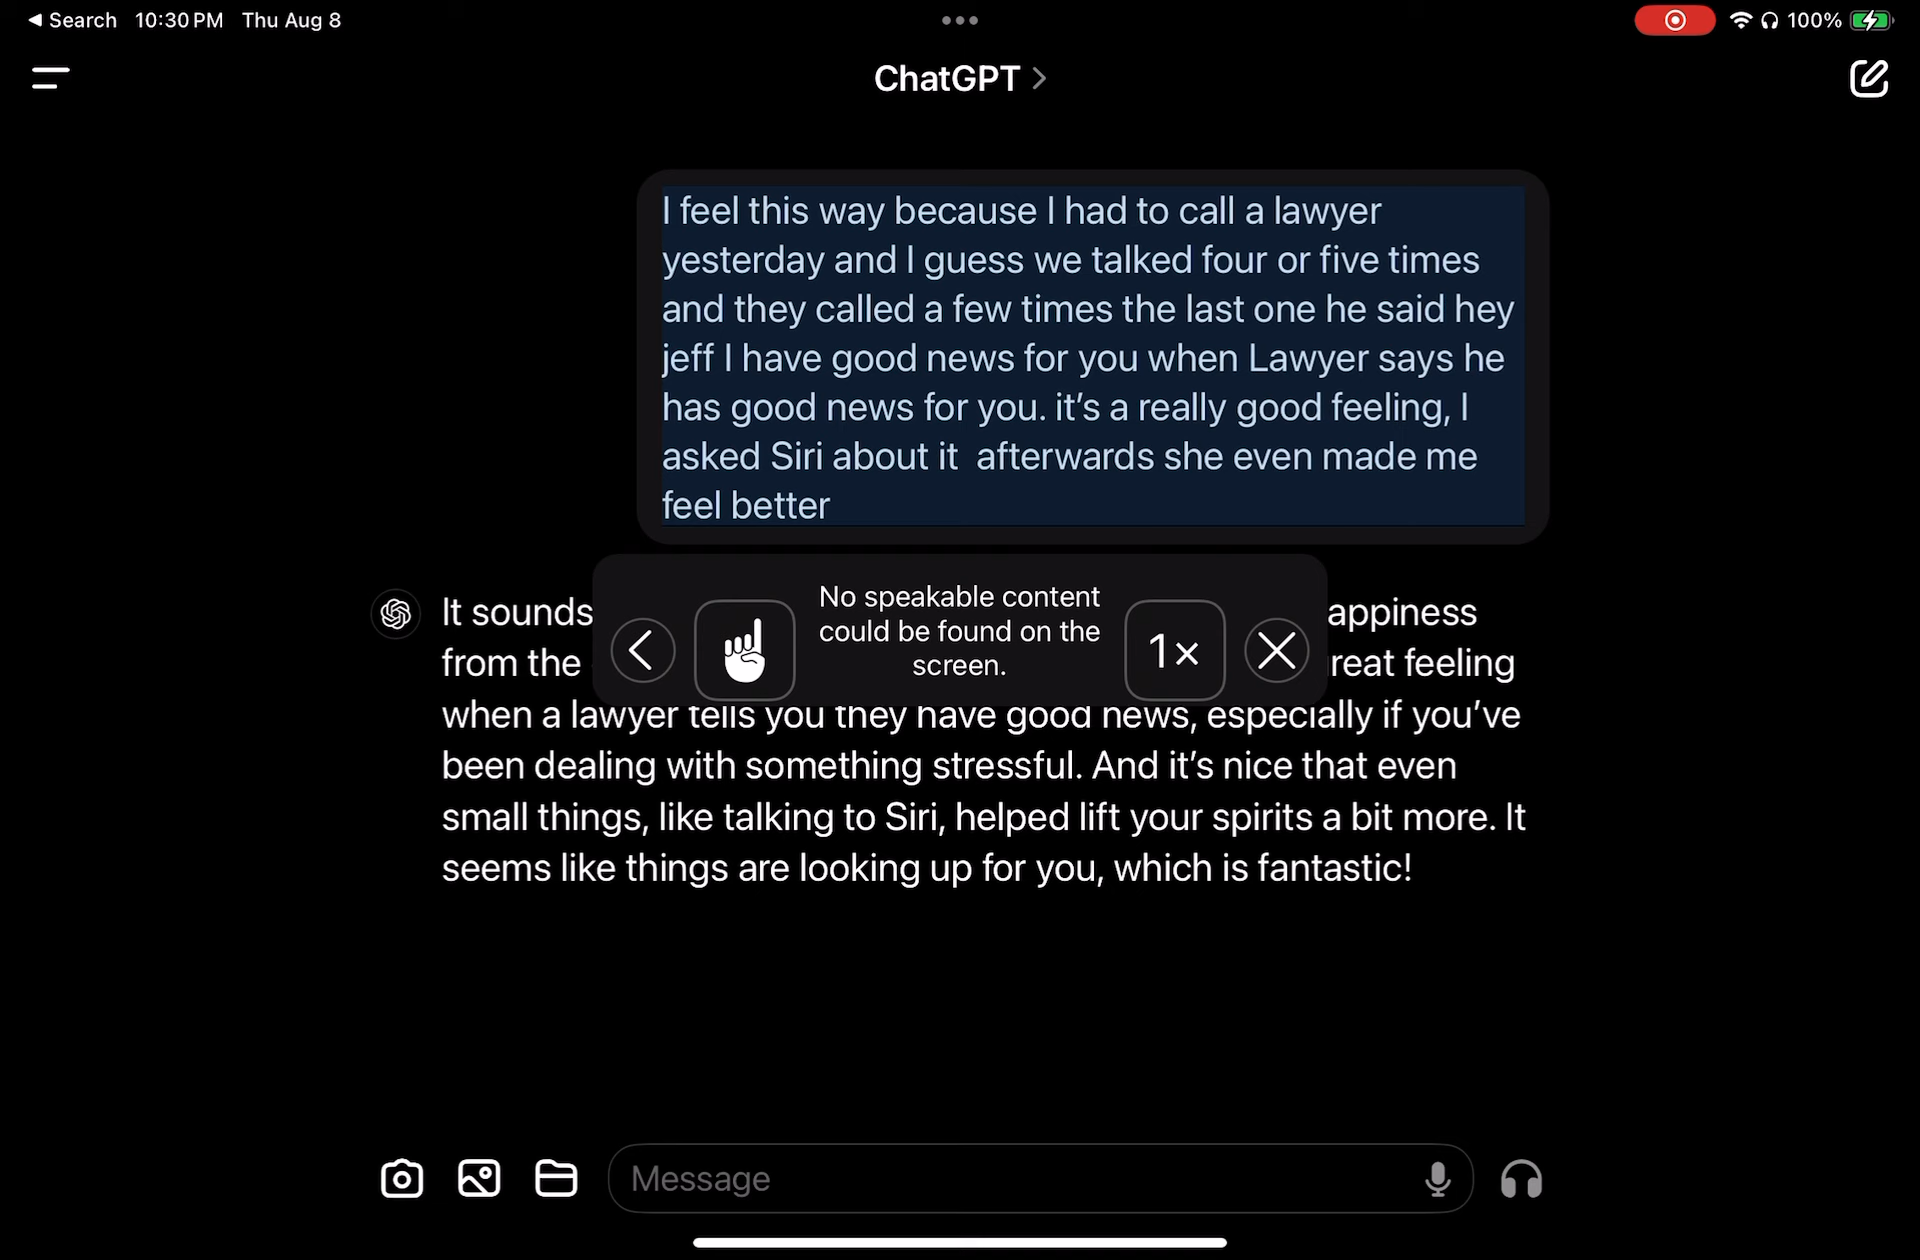 Search 10:30 PM Thu Aug 8
100%
ChatGPT
I feel this way because I had to call a lawyer
yesterday and I guess we talked four or five times
and they called a few times the last one he said hey
jeff I have good news for you when Lawyer says he
has good news for you. it’s a really good feeling, I
asked Siri about it  afterwards she even made me
feel better
No speakable content
could be found on the
screen.
1×
It sounds appiness
from the reat feeling
when a lawyer tells you they have good news, especially if you’ve
been dealing with something stressful. And it’s nice that even
small things, like talking to Siri, helped lift your spirits a bit more. It
seems like things are looking up for you, which is fantastic!
Message